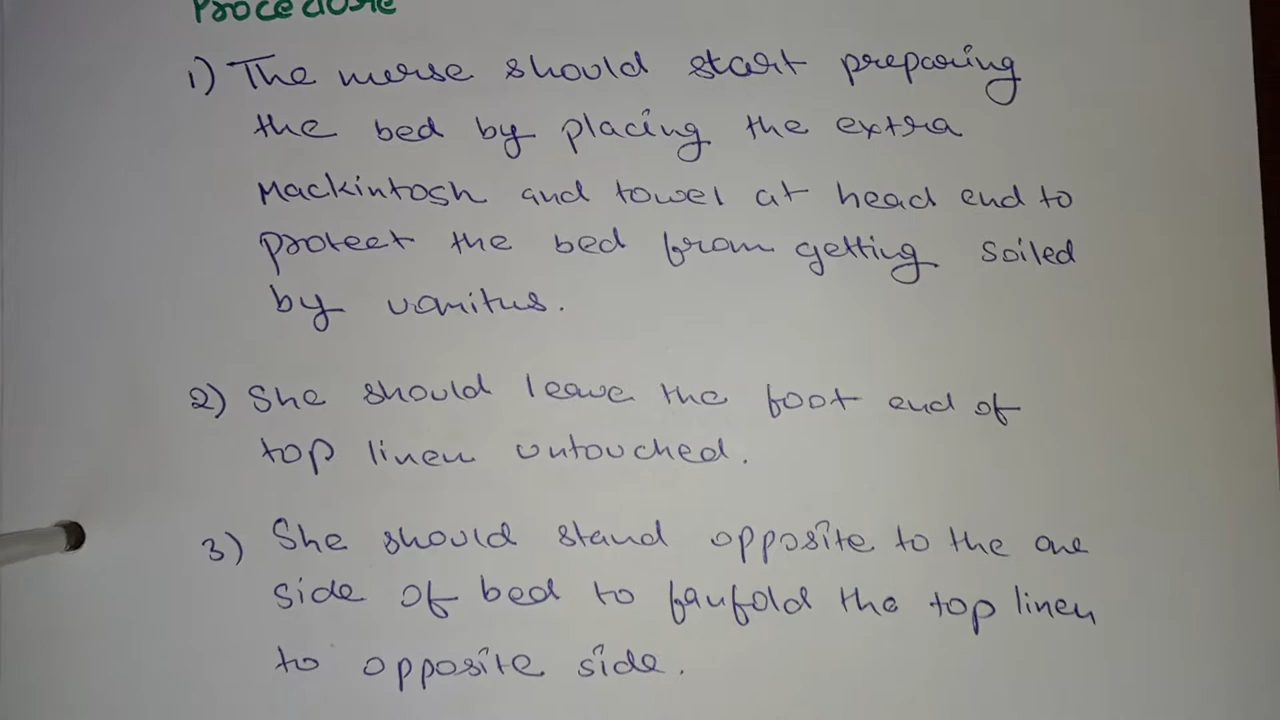 Procedure
1) The nurse should start preparing
the bed by placing the extra
Mackintosh and towel at head end to
protect the bed from getting soiled
by vomitus.
2) She should leave the foot end of
top linen untouched.
3) She should stand opposite to the one
side of bed to fanfold the top linen
to opposite side.